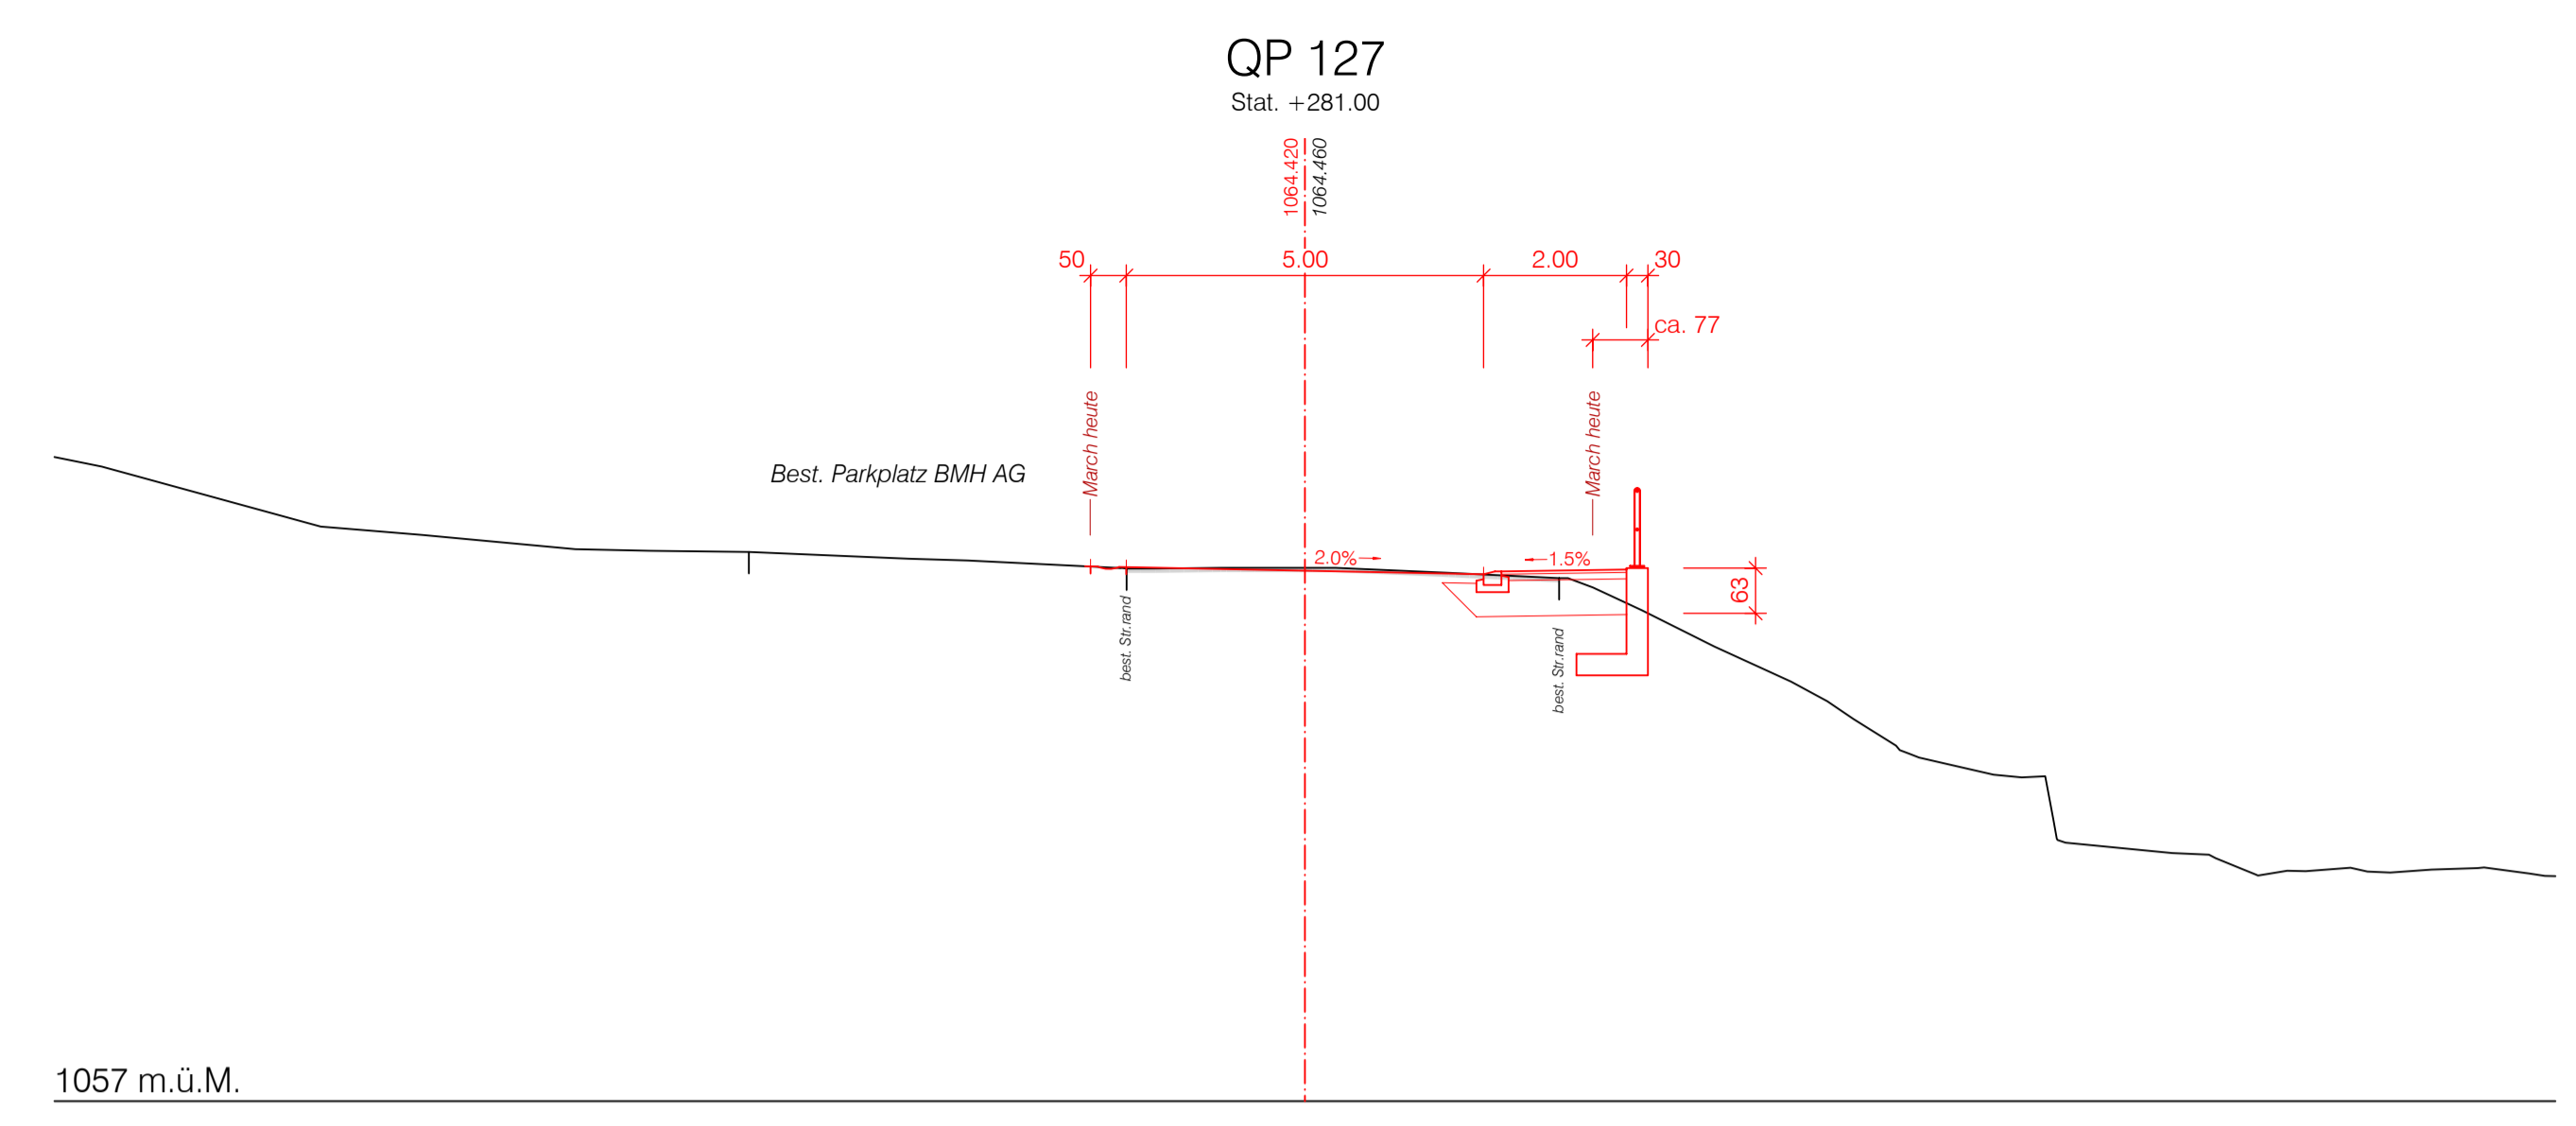 QP 127
Stat. +281.00
1064.420
1064.460
50
5.00
2.00
30
ca. 77
March heute
March heute
Best. Parkplatz BMH AG
2.0%
1.5%
63
best. Str.rand
best. Str.rand
1057 m.ü.M.